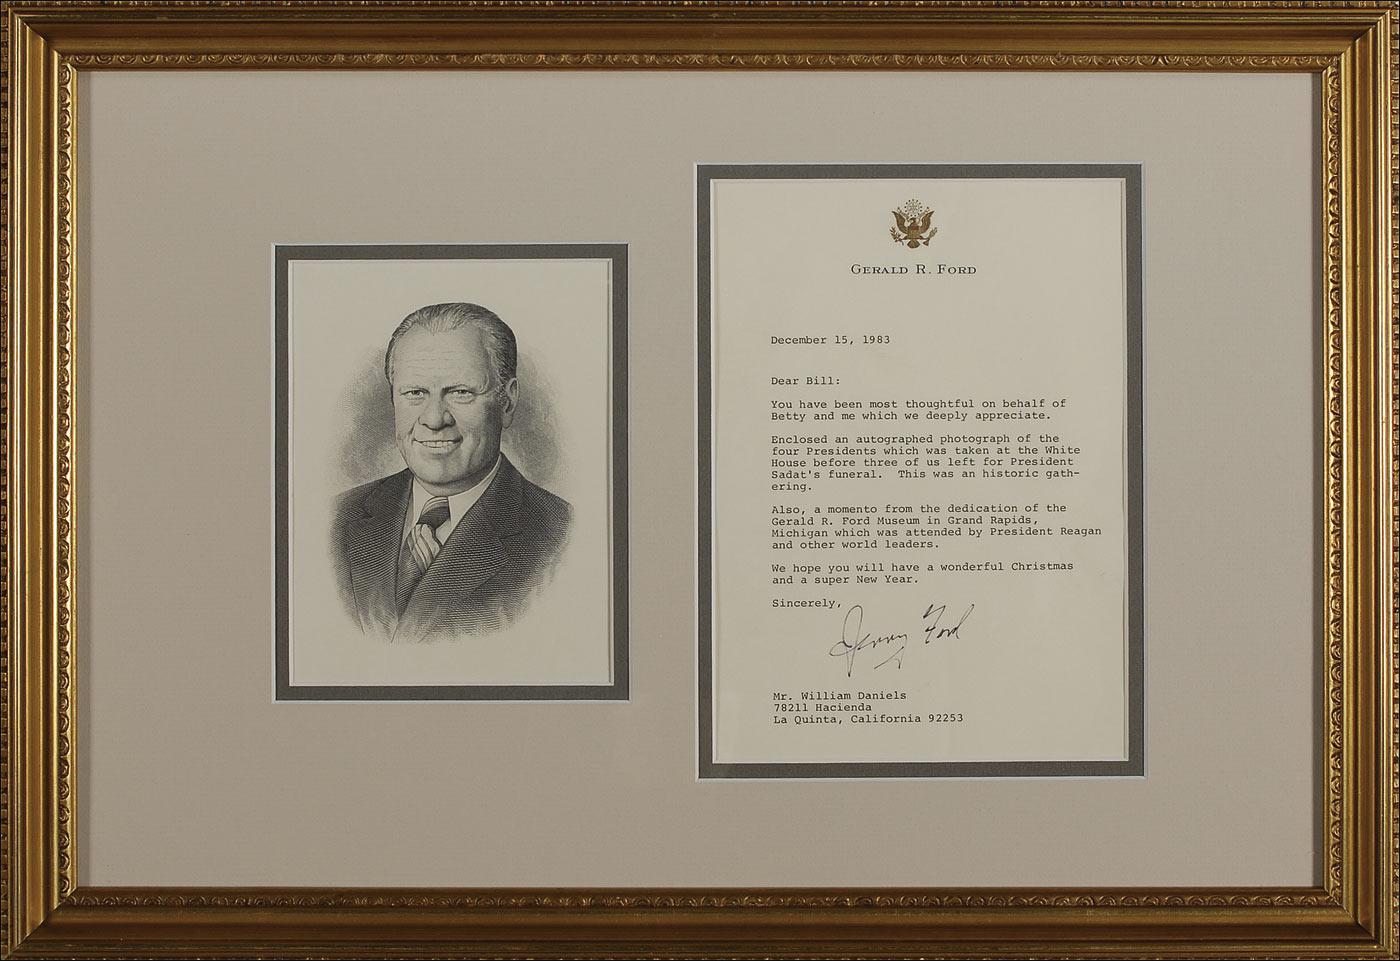 GERALD R. FORD
December 15, 1983
Dear Bill:
You have been most thoughtful on behalf of
Betty and me which we deeply appreciate.
Enclosed an autographed photograph of the
four Presidents which was taken at the White
House before three of us left for President
Sadat's funeral.  This was an historic gath-
ering.
Also, a momento from the dedication of the
Gerald R. Ford Museum in Grand Rapids,
Michigan which was attended by President Reagan
and other world leaders.
We hope you will have a wonderful Christmas
and a super New Year.
Sincerely,
Jerry Ford
Mr. William Daniels
78211 Hacienda
La Quinta, California 92253